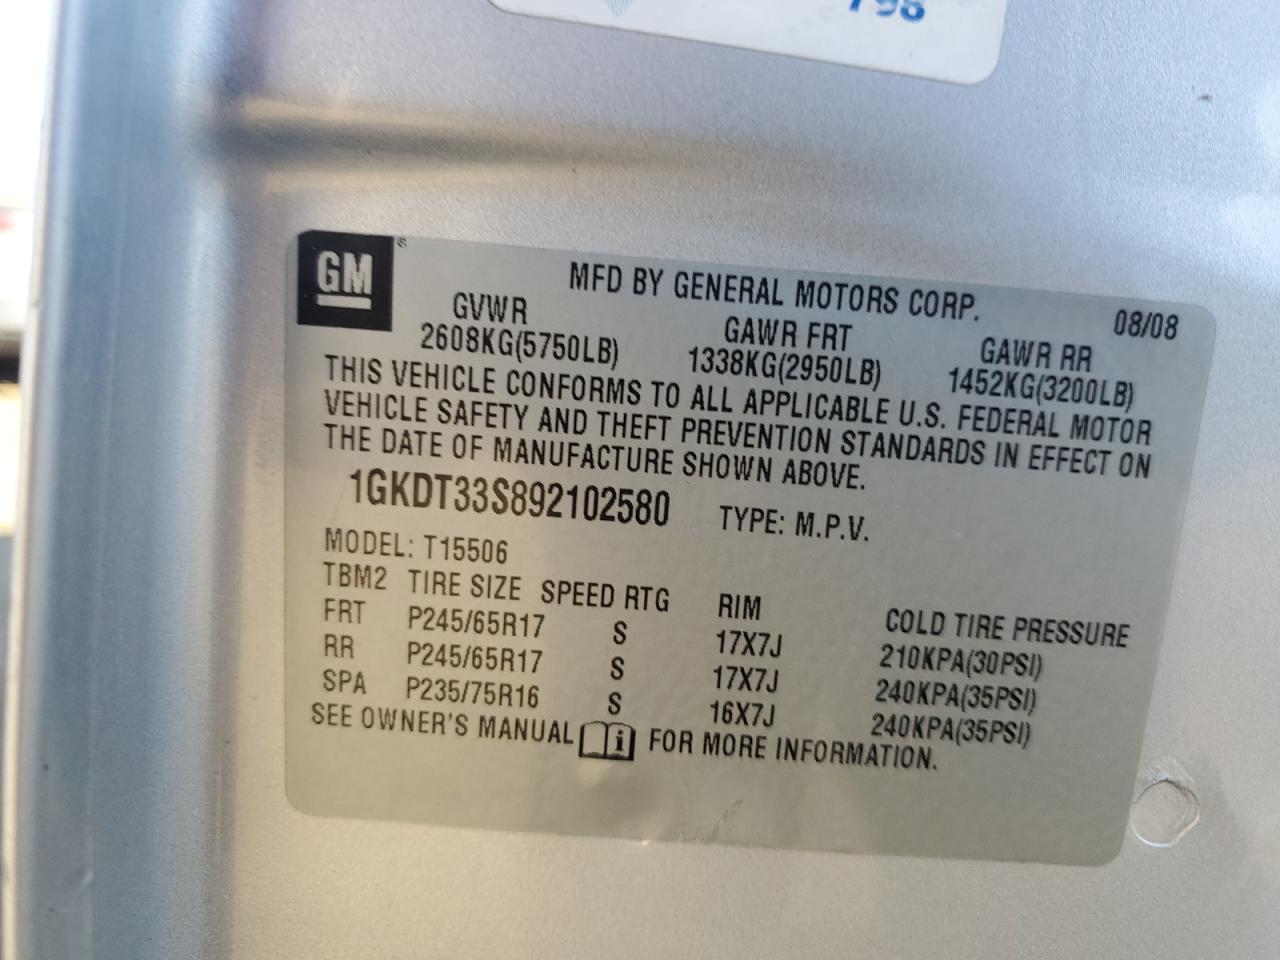 798
GM ®
MFD BY GENERAL MOTORS CORP. 08/08
GVWR GAWR FRT GAWR RR
2608KG(5750LB) 1338KG(2950LB) 1452KG(3200LB)
THIS VEHICLE CONFORMS TO ALL APPLICABLE U.S. FEDERAL MOTOR
VEHICLE SAFETY AND THEFT PREVENTION STANDARDS IN EFFECT ON
THE DATE OF MANUFACTURE SHOWN ABOVE.
1GKDT33S892102580 TYPE: M.P.V.
MODEL: T15506
TBM2 TIRE SIZE SPEED RTG RIM COLD TIRE PRESSURE
FRT P245/65R17 S 17X7J 210KPA(30PSI)
RR P245/65R17 S 17X7J 240KPA(35PSI)
SPA P235/75R16 S 16X7J 240KPA(35PSI)
SEE OWNER'S MANUAL i FOR MORE INFORMATION.